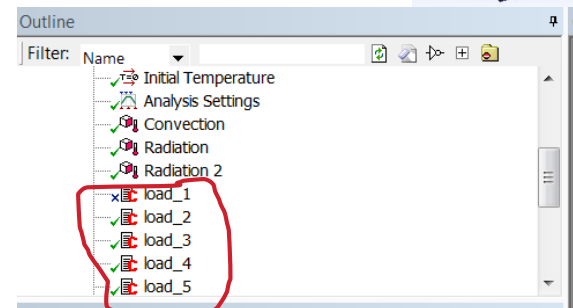 Outline
Filter: Name
Initial Temperature
Analysis Settings
Convection
Radiation
Radiation 2
load_1
load_2
load_3
load_4
load_5